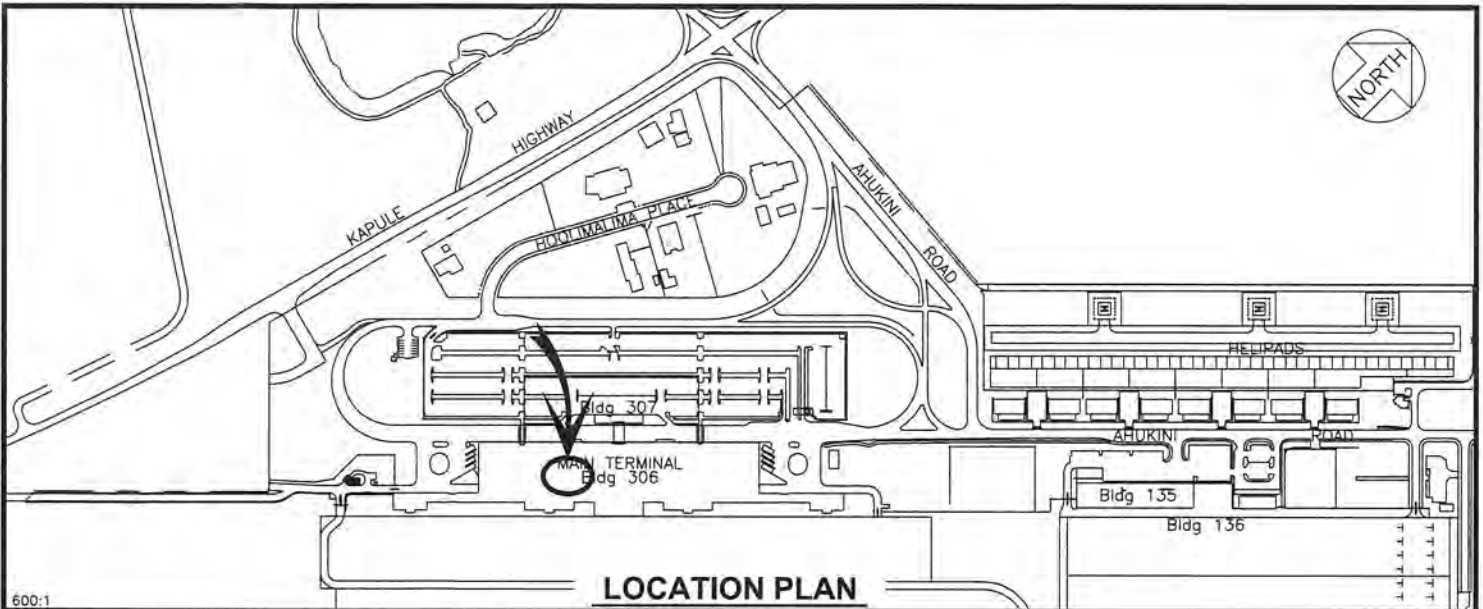 NORTH
KAPULE
HIGHWAY
HOOLIMALIMA PLACE
AHUKINI
ROAD
HELIPADS
H
H
H
Bldg 307
MAIN TERMINAL
Bldg 306
AHUKINI
ROAD
Bldg 135
Bldg 136
LOCATION PLAN
600:1